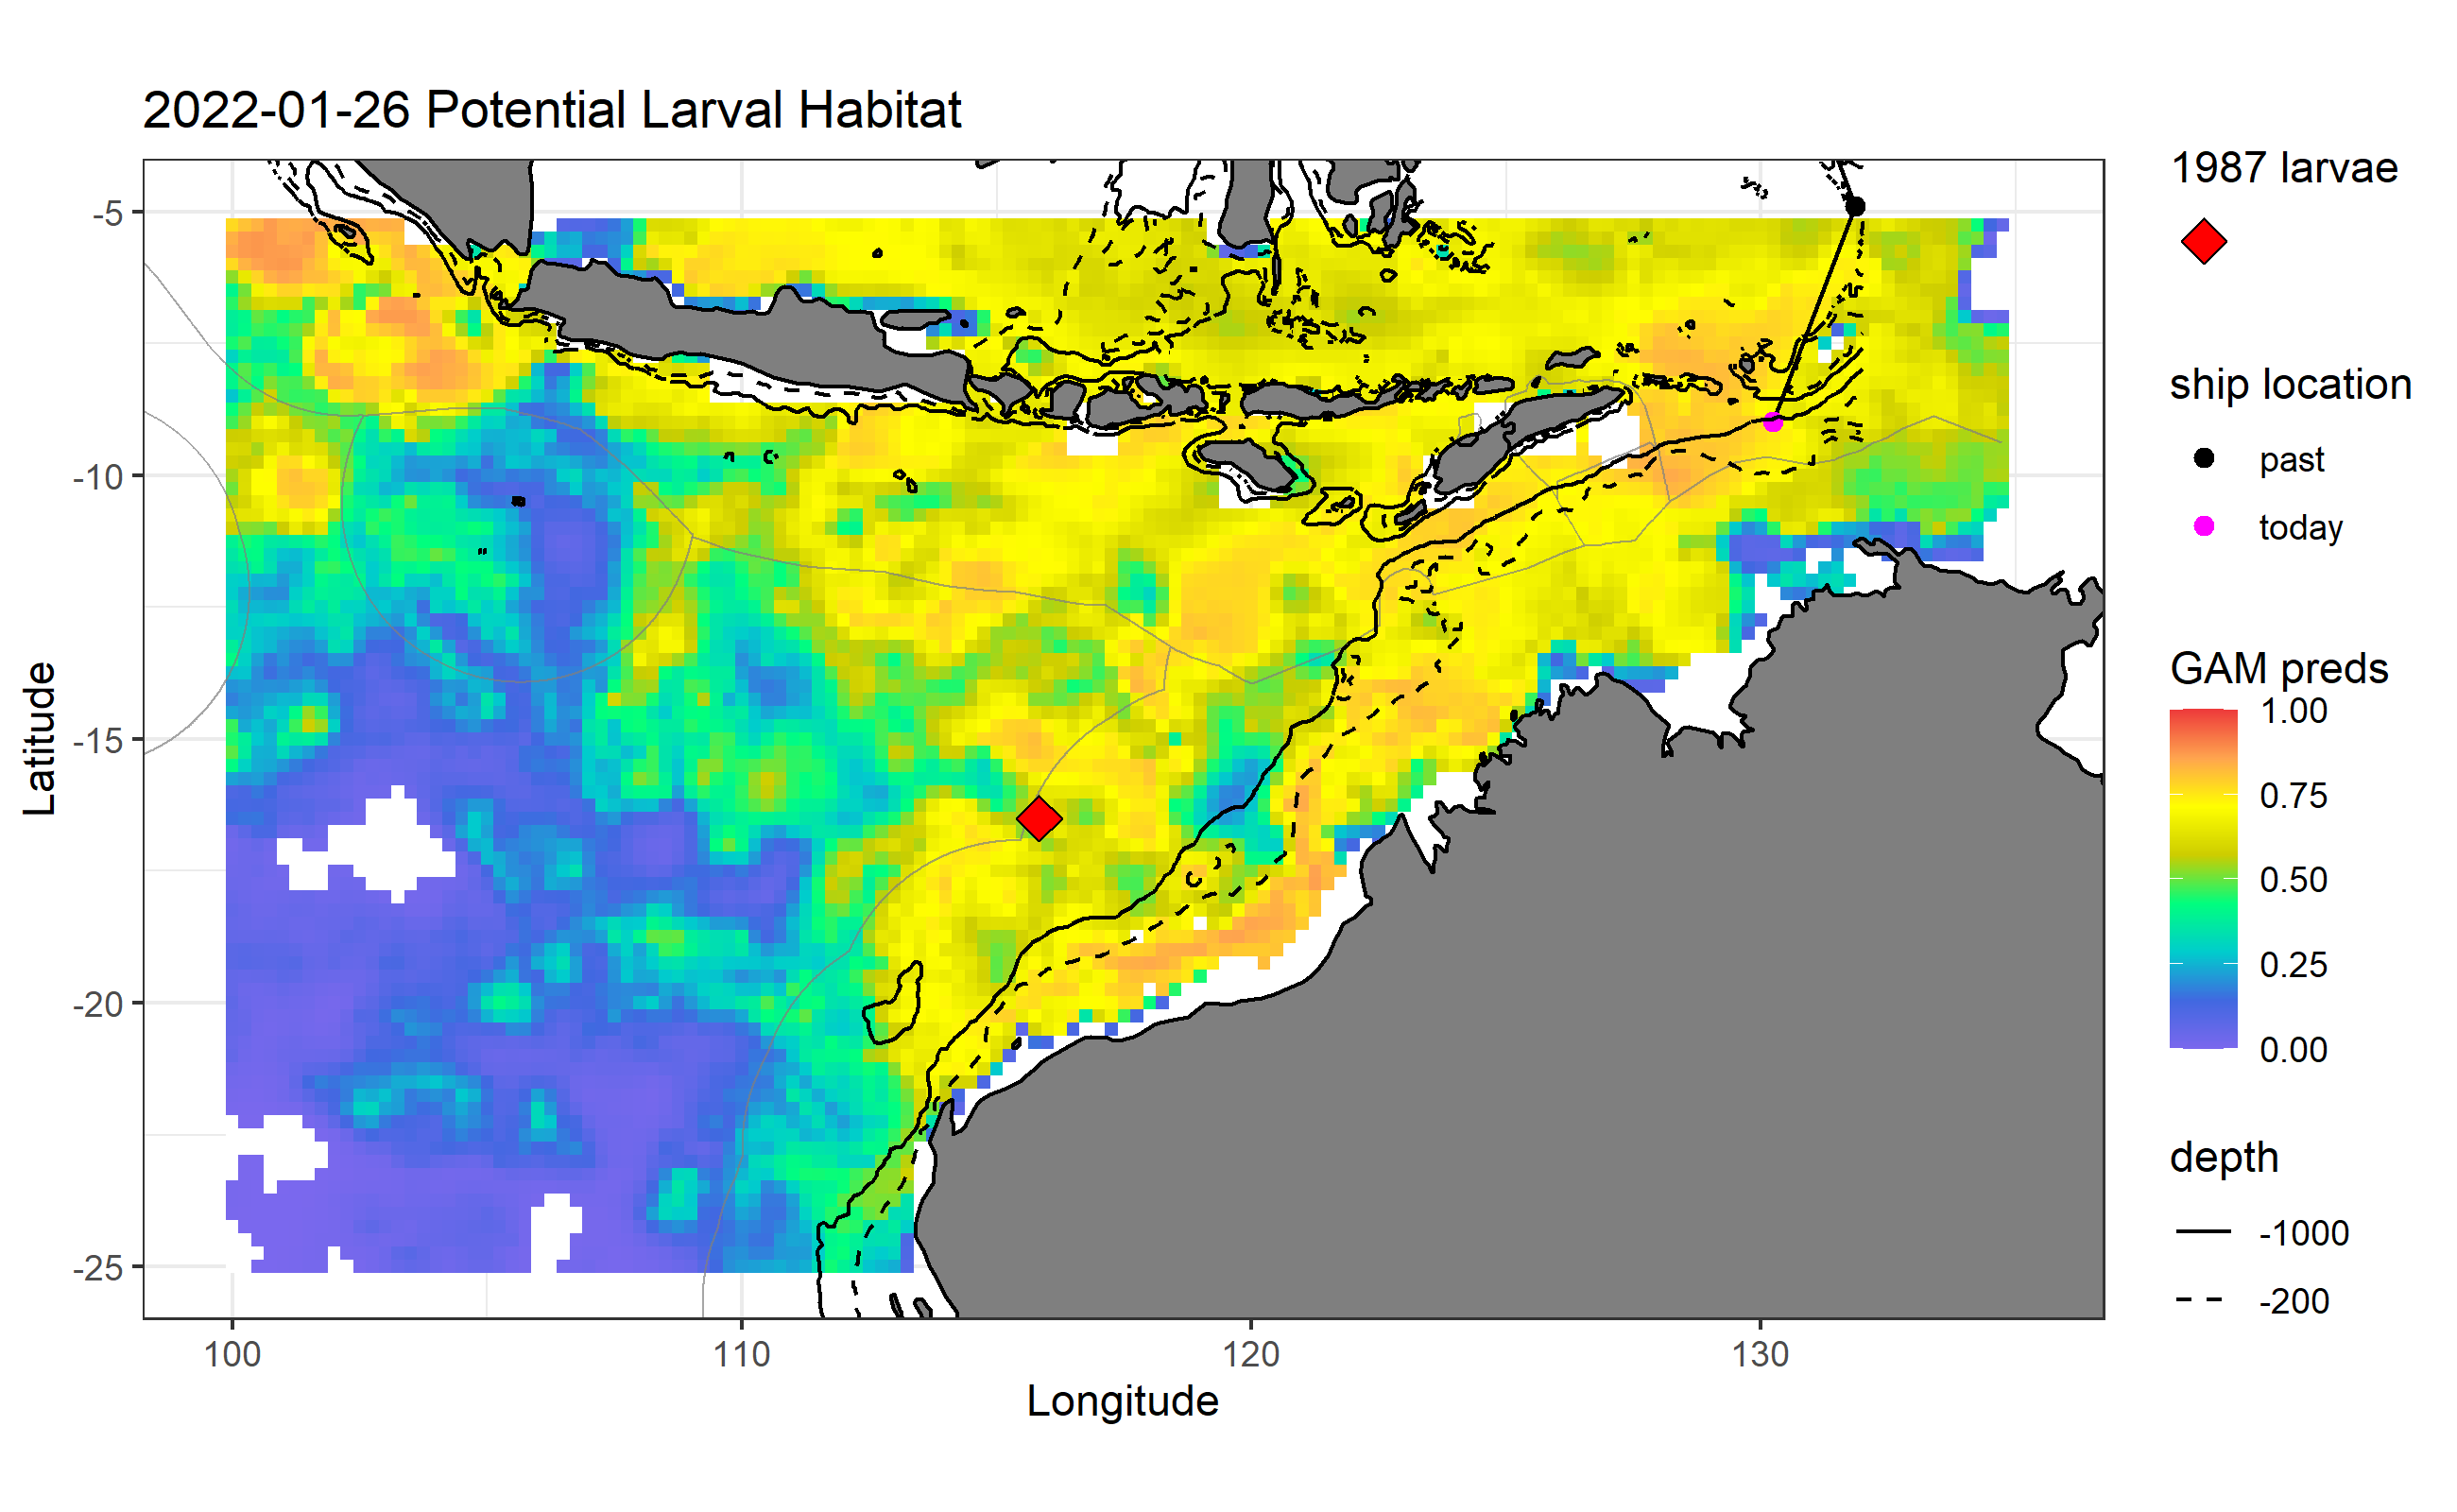 2022-01-26 Potential Larval Habitat
1987 larvae
ship location
past
today
GAM preds
1.00
0.75
0.50
0.25
0.00
depth
-1000
-200
Latitude
-5
-10
-15
-20
-25
100
110
120
130
Longitude